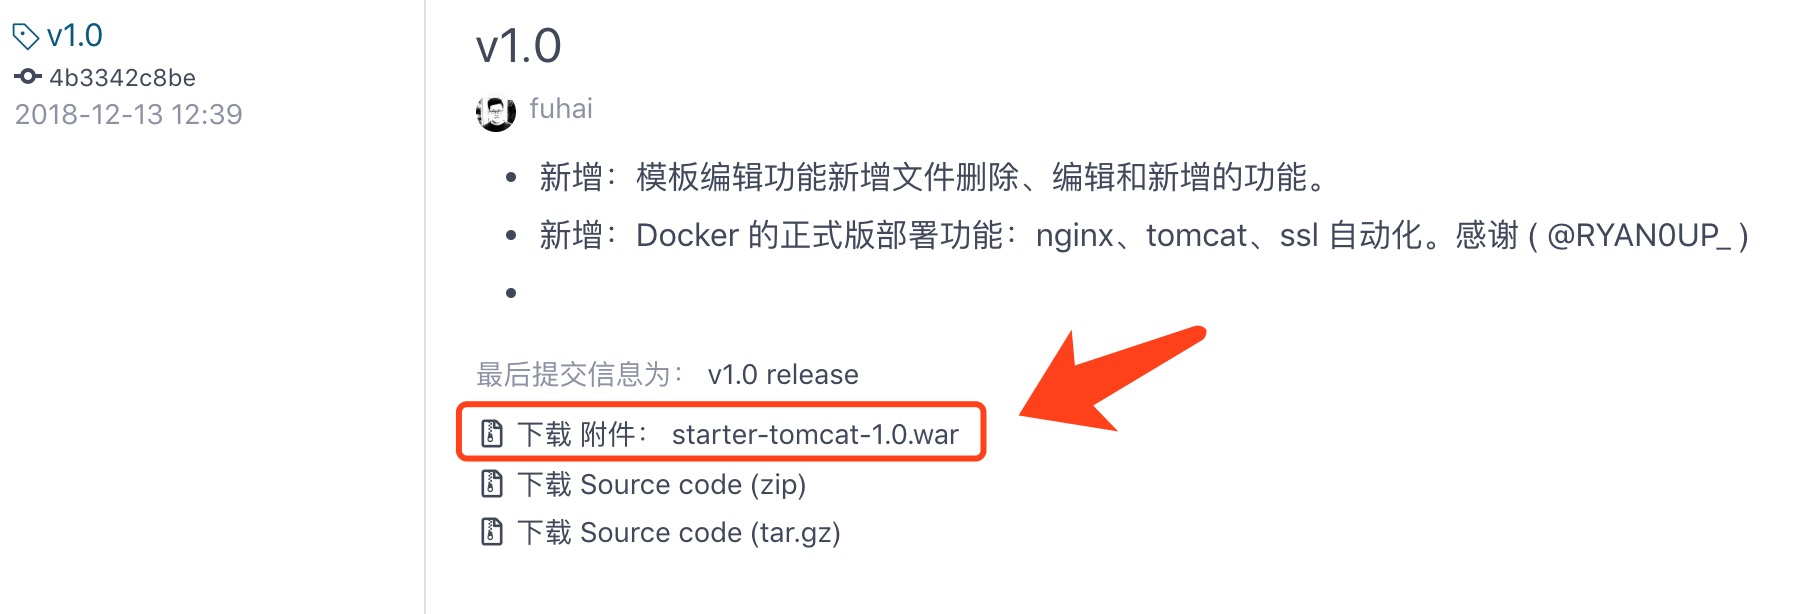 v1.0
4b3342c8be
2018-12-13 12:39
v1.0
fuhai
新增：模板编辑功能新增文件删除、编辑和新增的功能。
新增：Docker 的正式版部署功能：nginx、tomcat、ssl 自动化。感谢 ( @RYAN0UP_ )
最后提交信息为： v1.0 release
下载 附件： starter-tomcat-1.0.war
下载 Source code (zip)
下载 Source code (tar.gz)